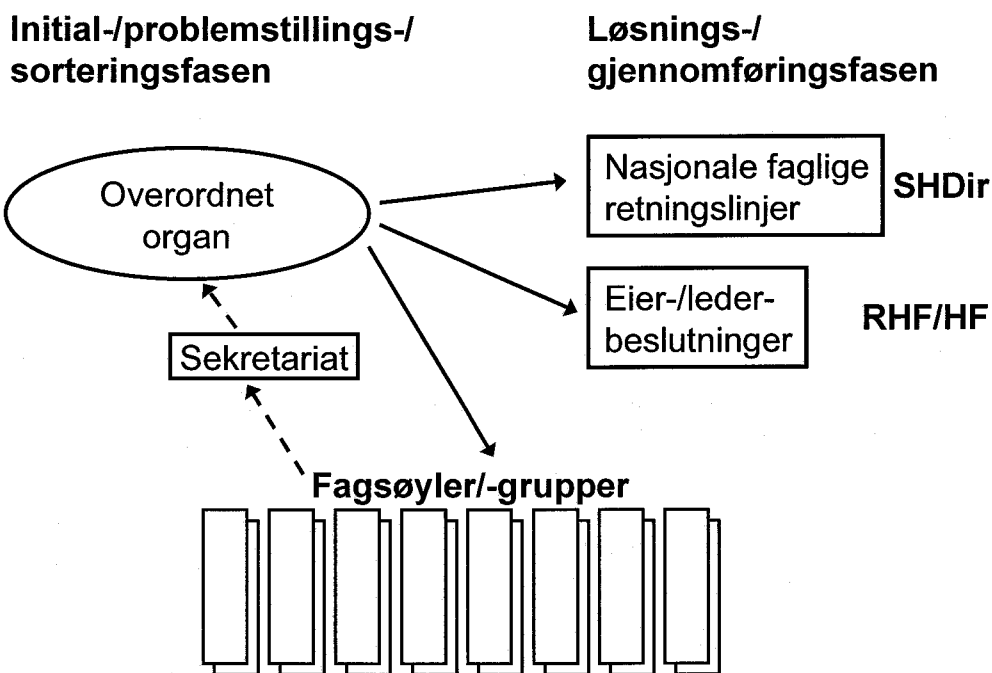 Initial-/problemstillings-/
sorteringsfasen
Løsnings-/
gjennomføringsfasen
Overordnet
organ
Nasjonale faglige
retningslinjer
SHDir
Eier-/leder-
beslutninger
RHF/HF
Sekretariat
Fagsøyler/-grupper